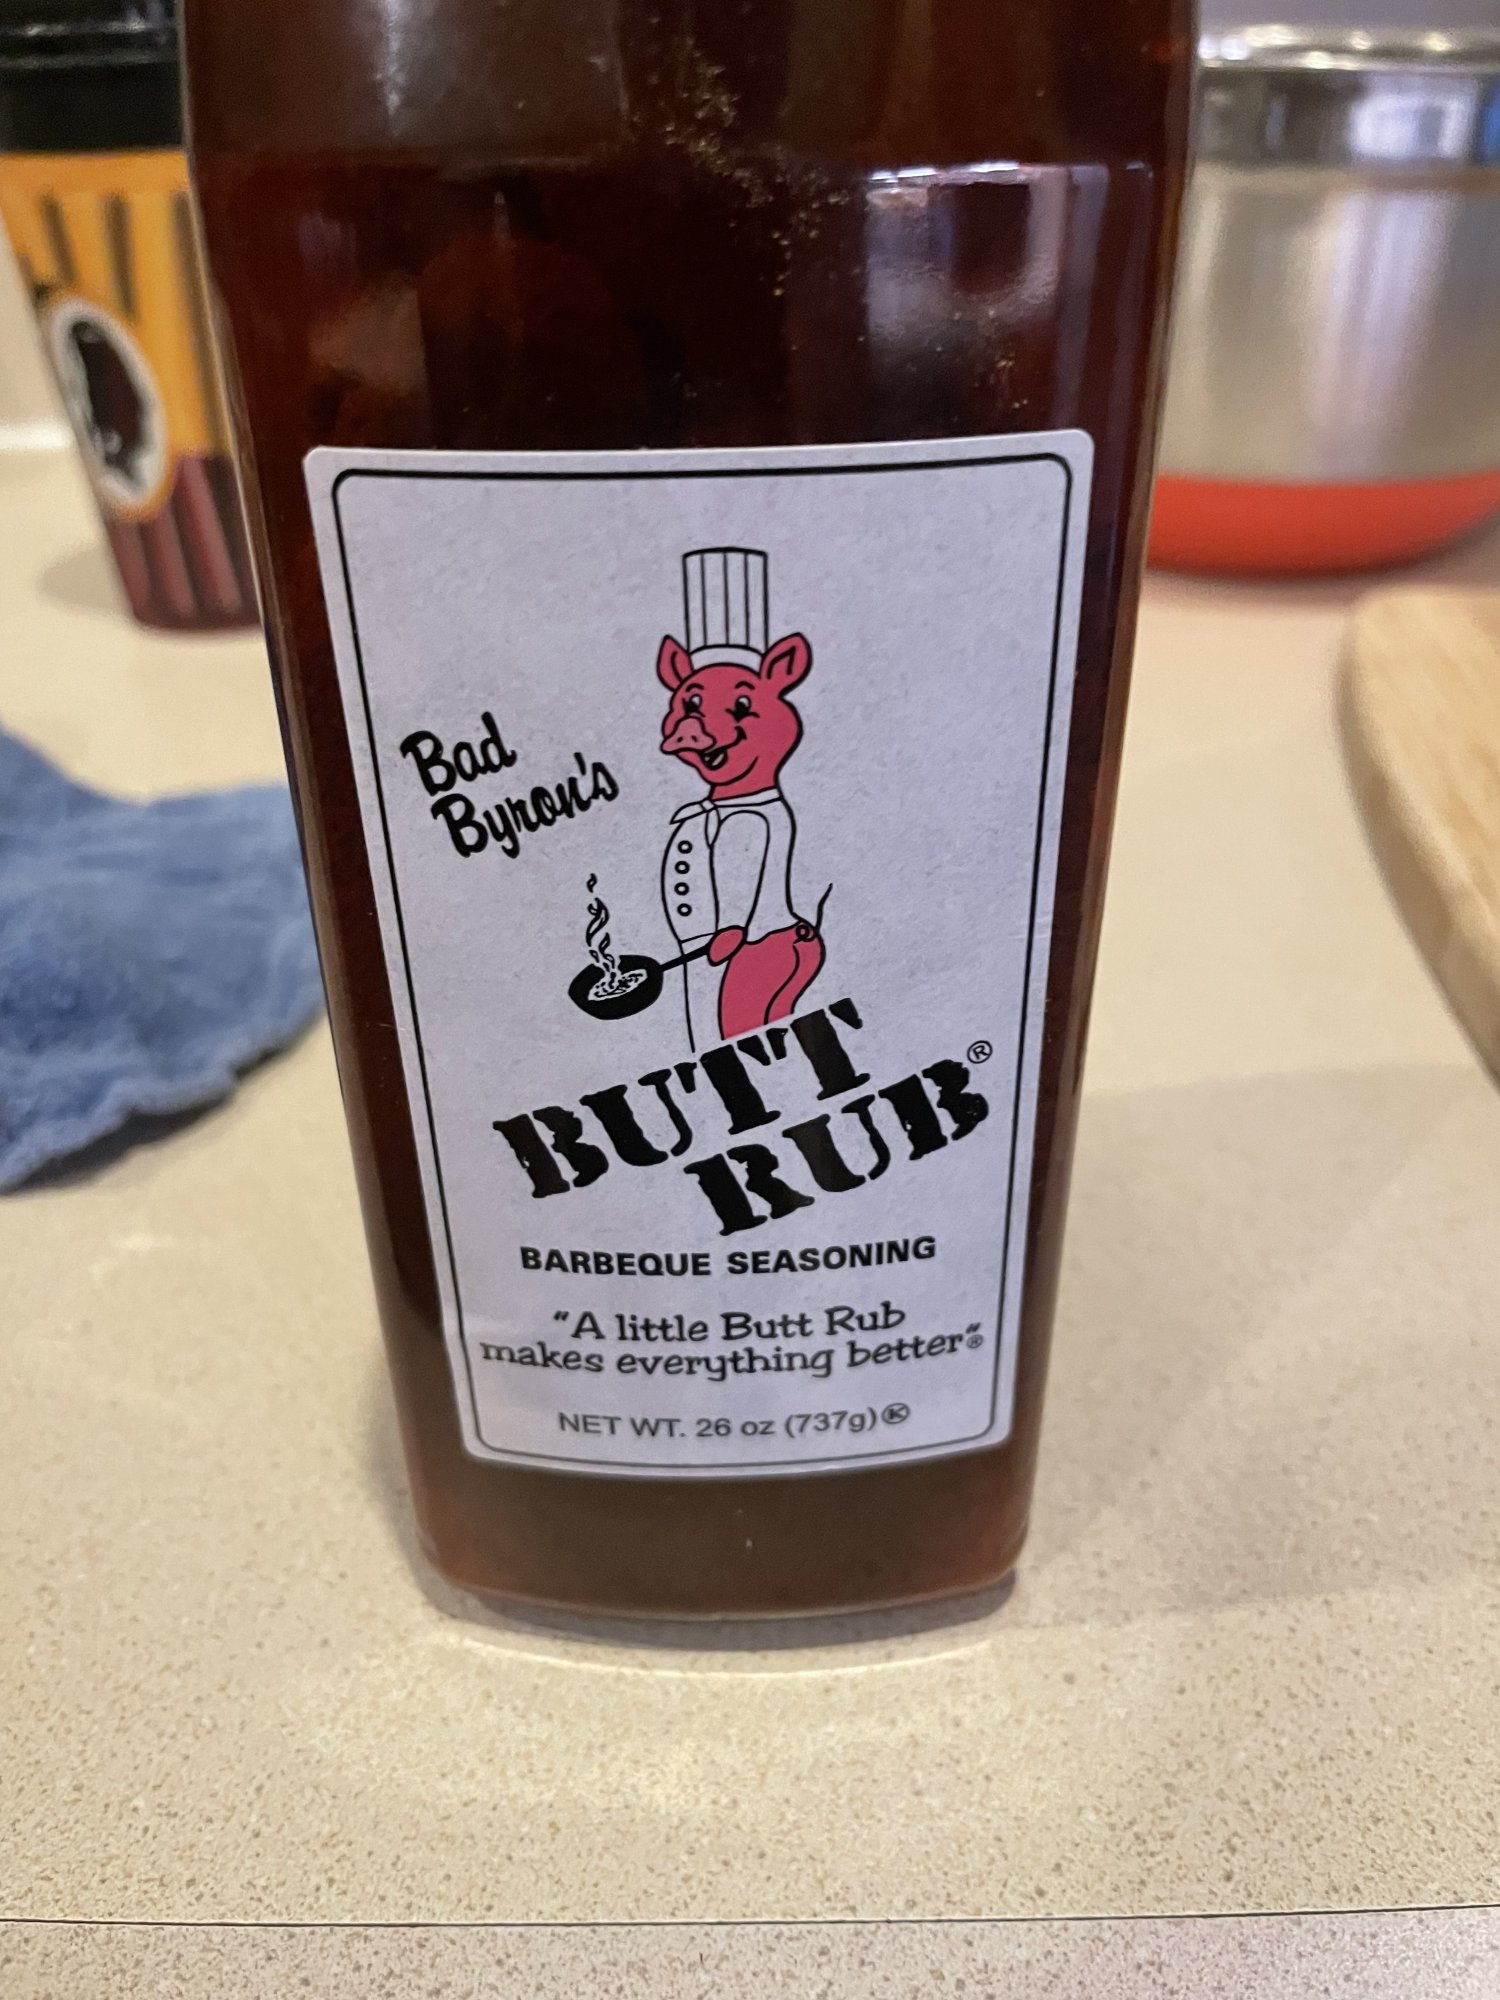 Bad
Byron's
BUTT
RUB®
BARBEQUE SEASONING
"A little Butt Rub
makes everything better"®
NET WT. 26 oz (737g) Ⓚ